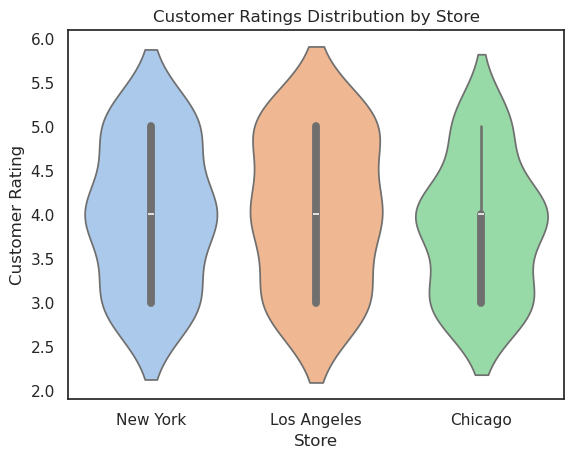 Customer Ratings Distribution by Store
Customer Rating
6.0
5.5
5.0
4.5
4.0
3.5
3.0
2.5
2.0
New York
Los Angeles
Chicago
Store